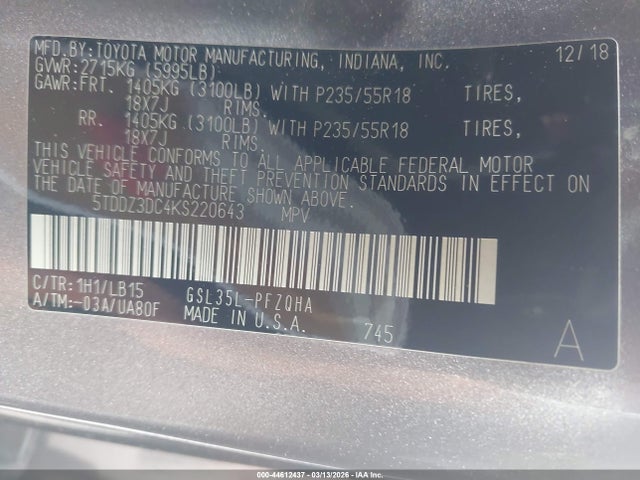 MFD.BY:TOYOTA MOTOR MANUFACTURING, INDIANA, INC. 12/18
GVWR:2715KG (5995LB)
GAWR:FRT. 1405KG (3100LB) WITH P235/55R18 TIRES,
18X7J RIMS.
RR. 1405KG (3100LB) WITH P235/55R18 TIRES,
18X7J RIMS.
THIS VEHICLE CONFORMS TO ALL APPLICABLE FEDERAL MOTOR
VEHICLE SAFETY AND THEFT PREVENTION STANDARDS IN EFFECT ON
THE DATE OF MANUFACTURE SHOWN ABOVE.
5TDDZ3DC4KS220643 MPV
C/TR:1H1/LB15 GSL35L-PFZQHA
A/TM:-03A/UA80F MADE IN U.S.A. 745 A
000-44612437 - 03/13/2026 - IAAI.com